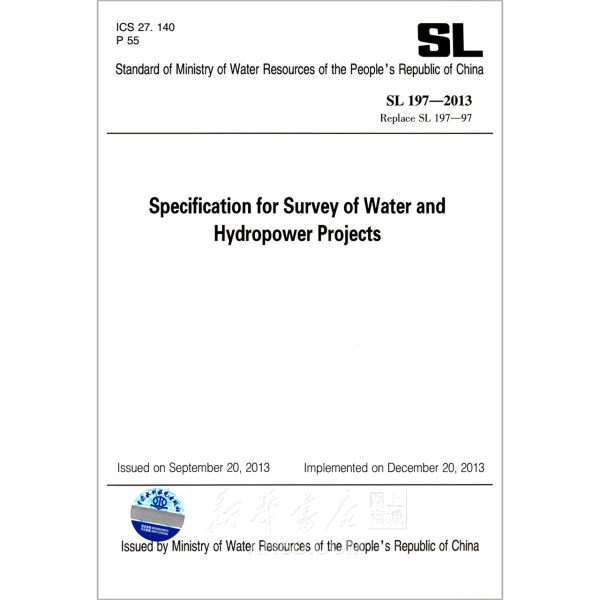 ICS 27. 140
P 55
SL
Standard of Ministry of Water Resources of the People's Republic of China
SL 197—2013
Replace SL 197—97
Specification for Survey of Water and
Hydropower Projects
Issued on September 20, 2013 Implemented on December 20, 2013
新华书店
网上商城
Issued by Ministry of Water Resources of the People's Republic of China